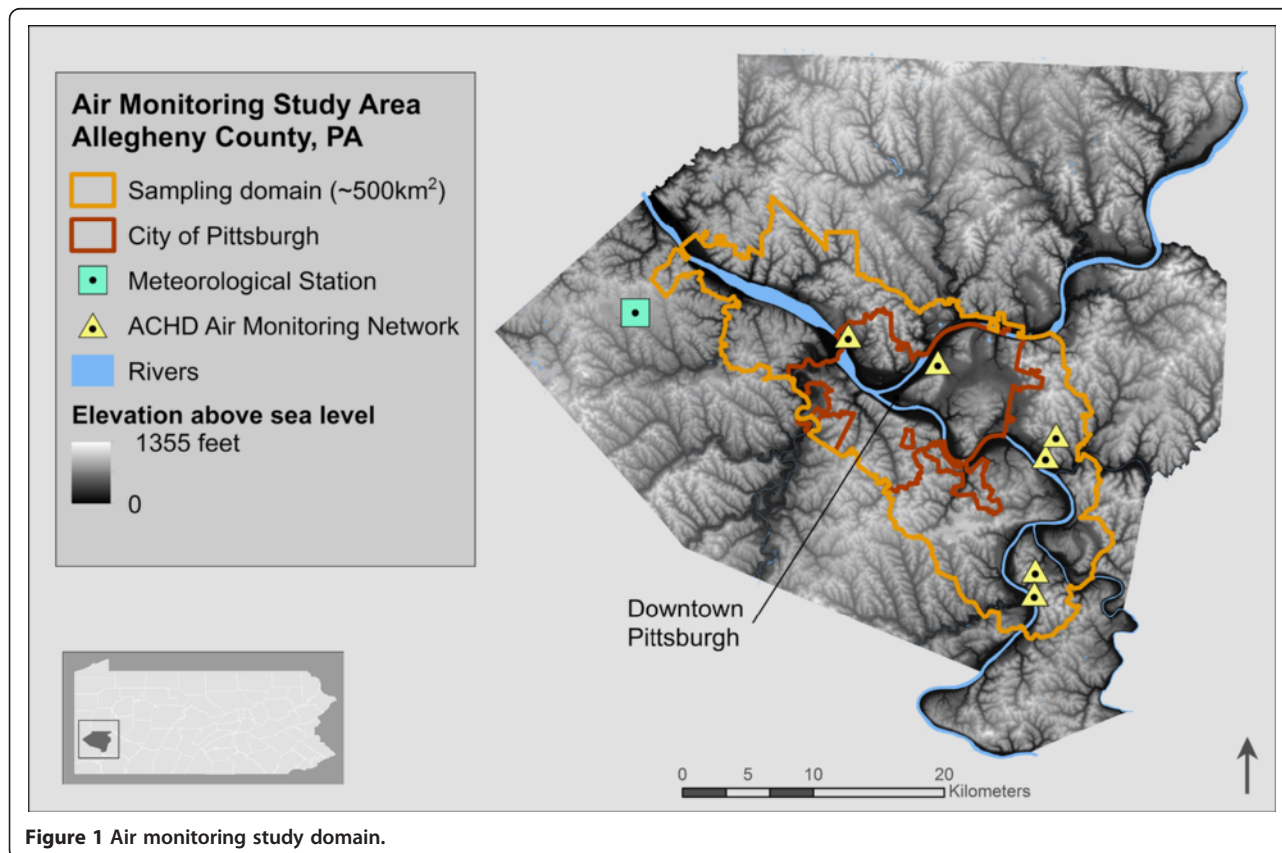 Air Monitoring Study Area
Allegheny County, PA
Sampling domain (~500km²)
City of Pittsburgh
Meteorological Station
ACHD Air Monitoring Network
Rivers
Elevation above sea level
1355 feet
0
Downtown
Pittsburgh
0 5 10 20
Kilometers
Figure 1 Air monitoring study domain.